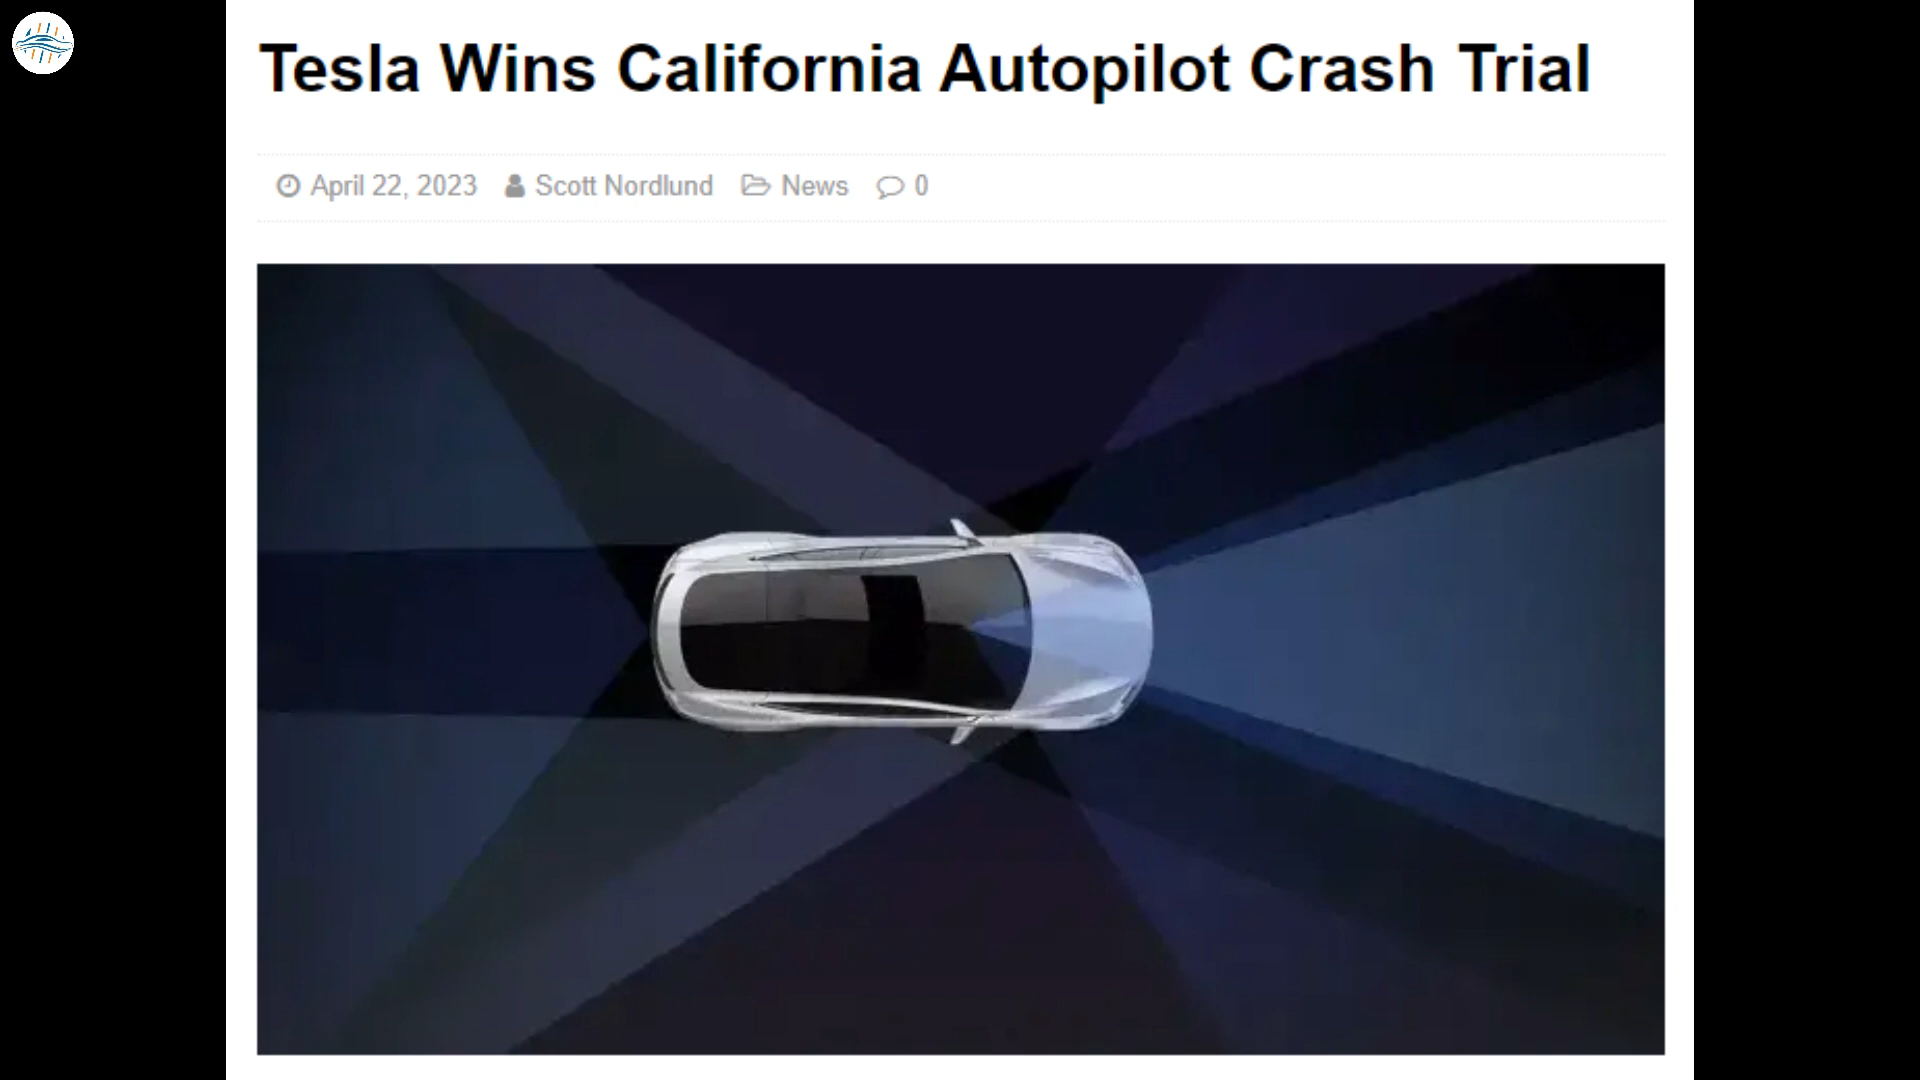 Tesla Wins California Autopilot Crash Trial
April 22, 2023 Scott Nordlund News 0